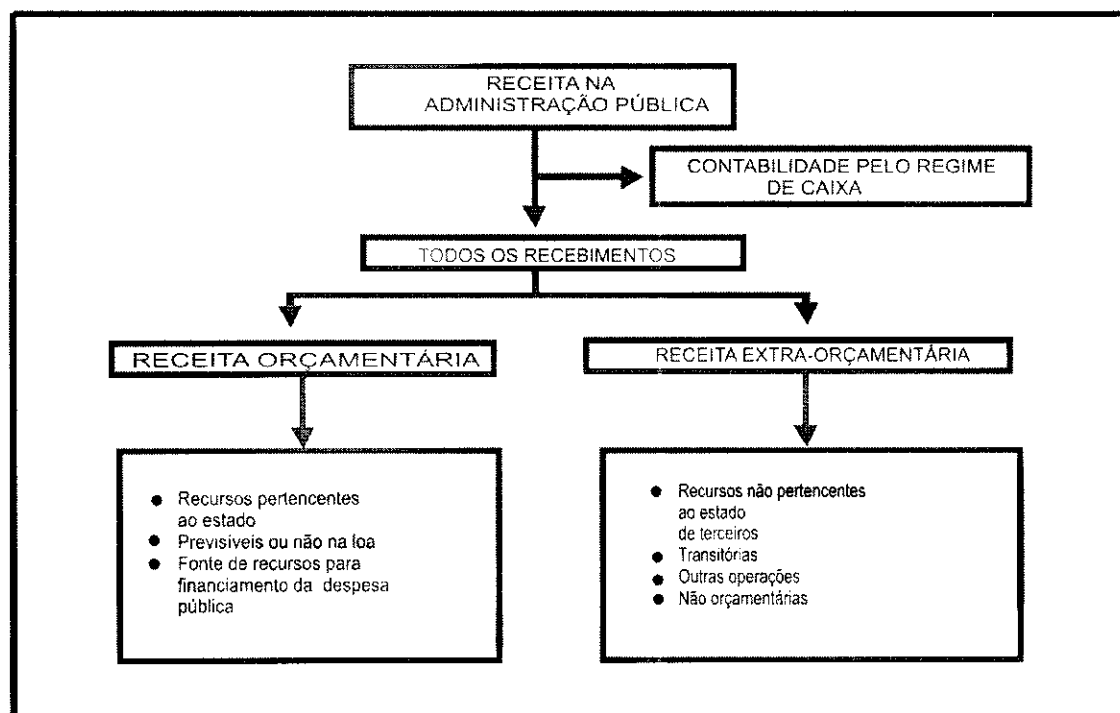 RECEITA NA
ADMINISTRAÇÃO PÚBLICA
CONTABILIDADE PELO REGIME
DE CAIXA
TODOS OS RECEBIMENTOS
RECEITA ORÇAMENTÁRIA
RECEITA EXTRA-ORÇAMENTÁRIA
● Recursos pertencentes
ao estado
● Previsíveis ou não na loa
● Fonte de recursos para
financiamento da despesa
pública
● Recursos não pertencentes
ao estado
de terceiros
● Transitórias
● Outras operações
● Não orçamentárias